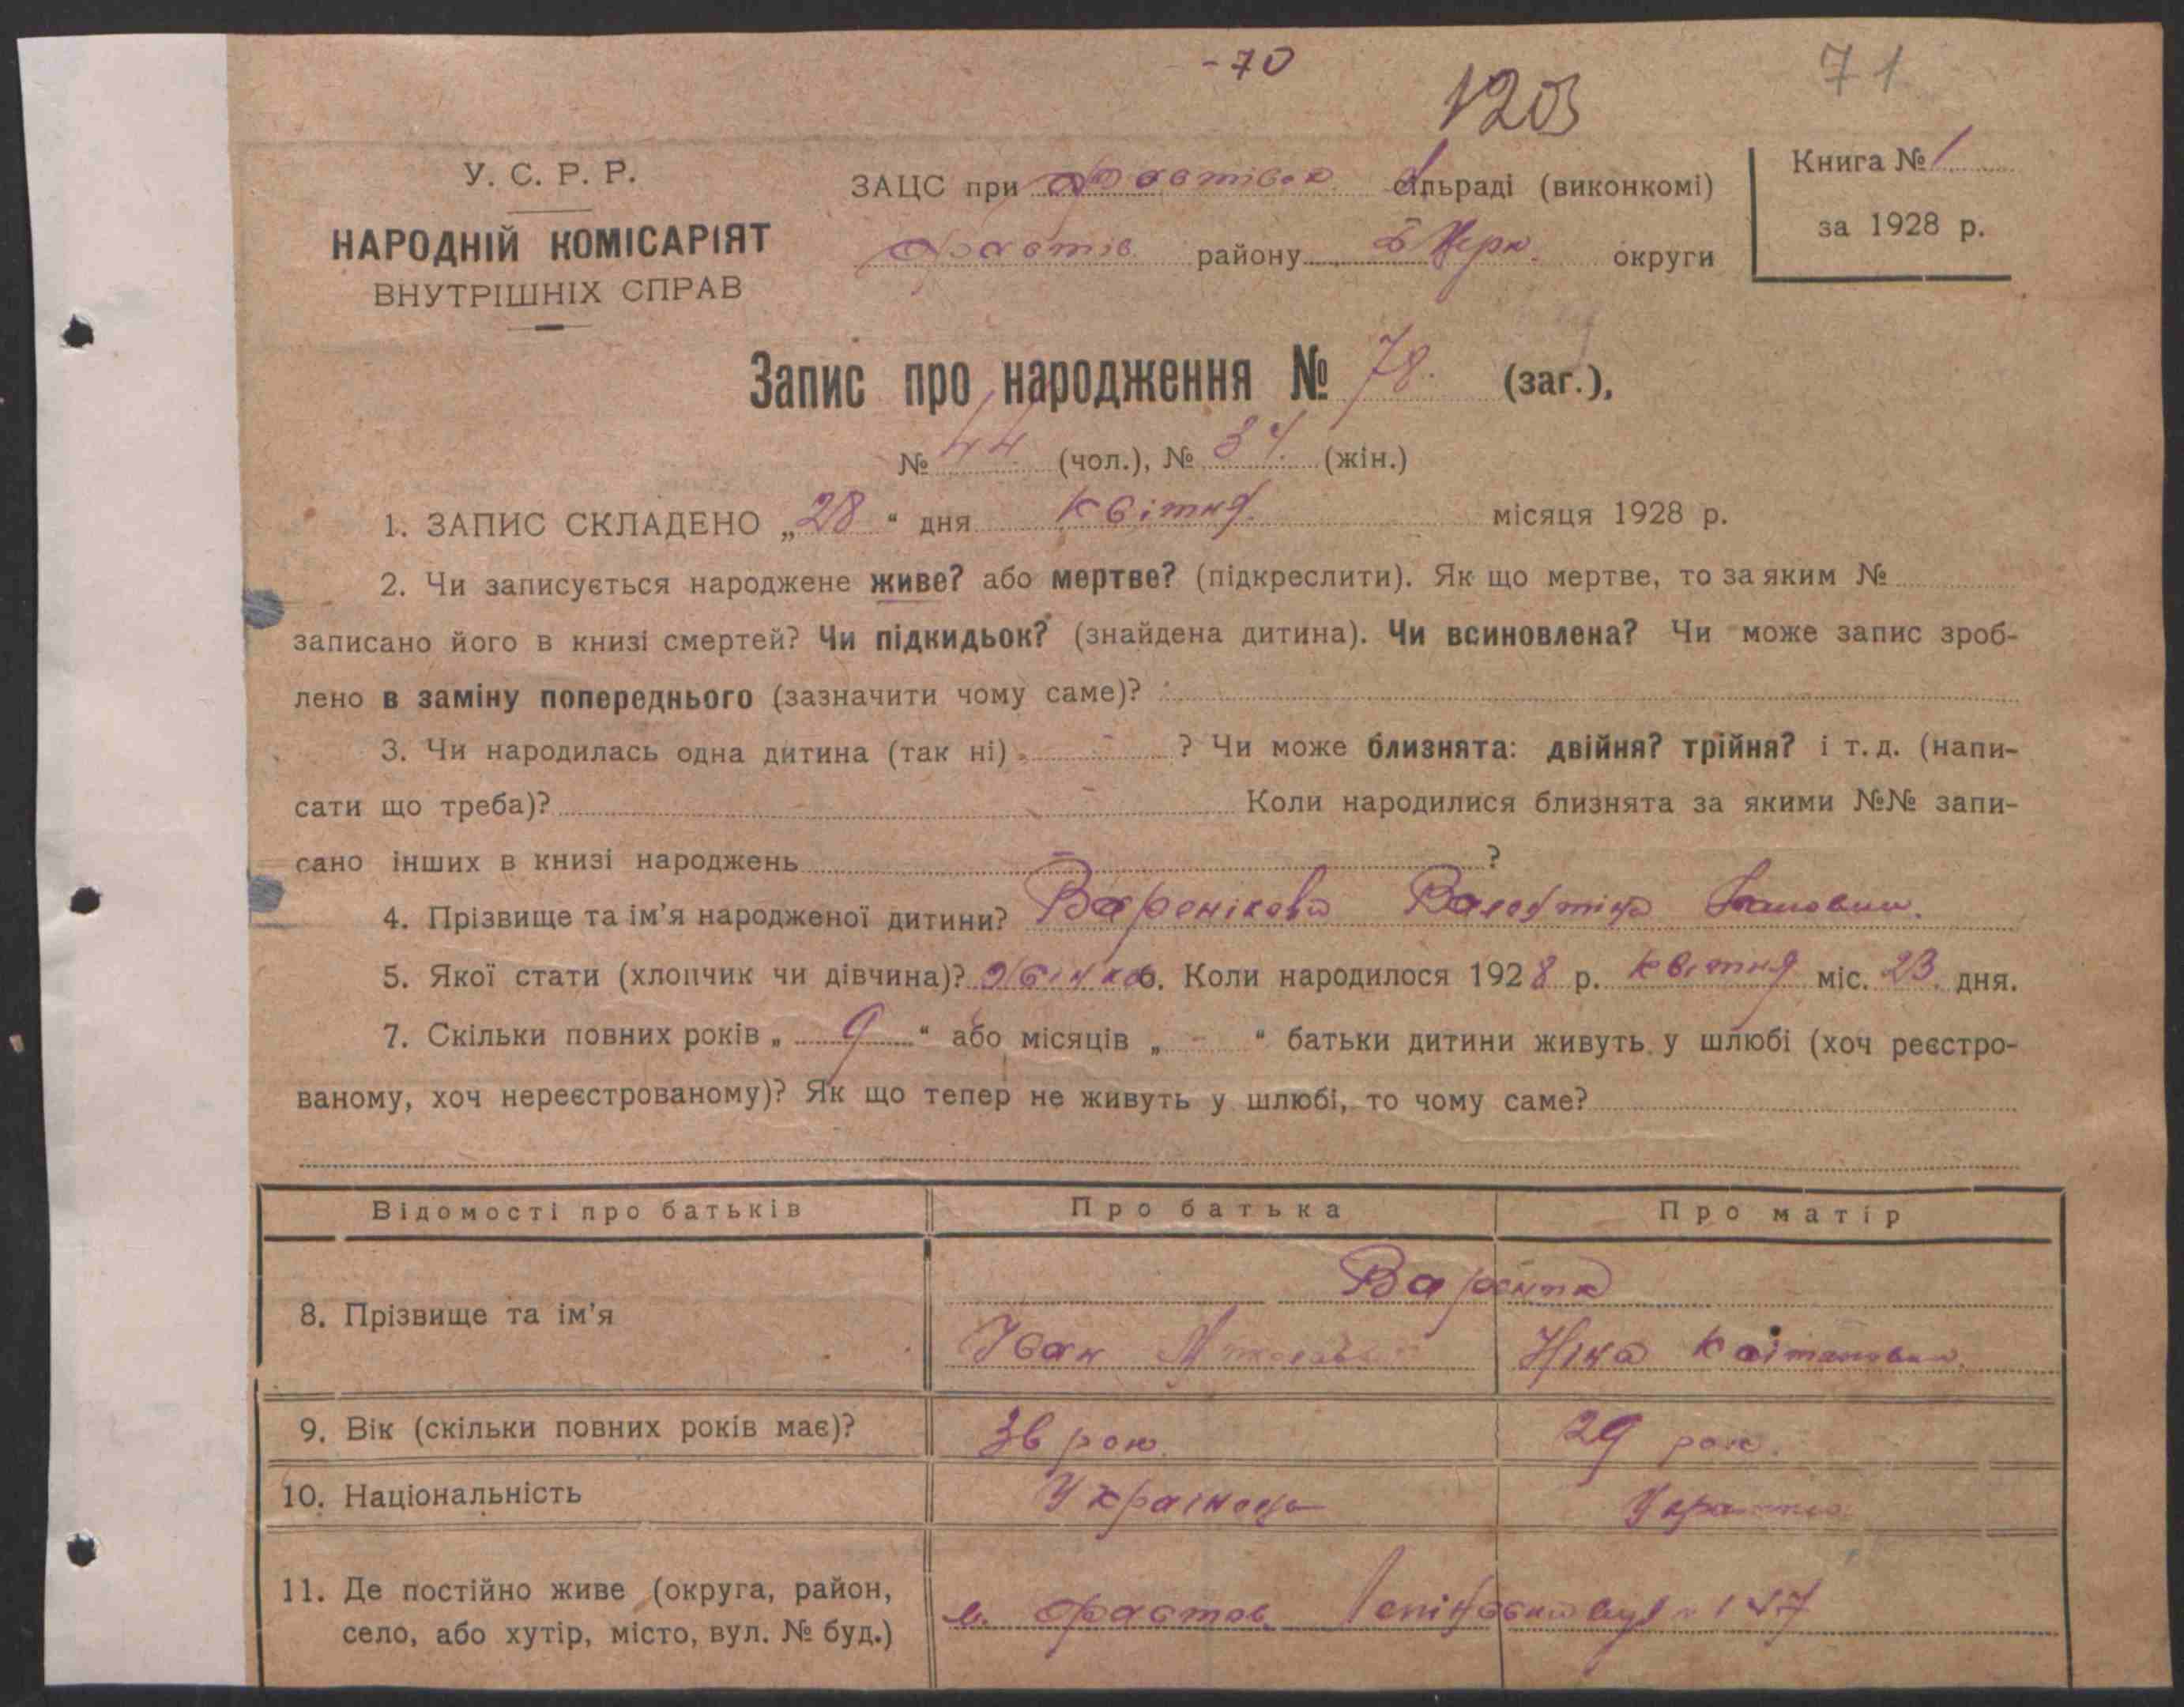 -70
1203
71
У. С. Р. Р.
НАРОДНІЙ КОМІСАРІЯТ
ВНУТРІШНІХ СПРАВ
ЗАЦС при Фастівск. сільраді (виконкомі)
Фастів. району Б Церк. округи
Книга № 1
за 1928 р.
Запис про народження № 78. (заг.),
№ 44 (чол.), № 34. (жін.)
1. ЗАПИС СКЛАДЕНО „28“ дня Квітня місяця 1928 р.
2. Чи записується народжене живе? або мертве? (підкреслити). Як що мертве, то за яким №
записано його в книзі смертей? Чи підкидьок? (знайдена дитина). Чи всиновлена? Чи може запис зроб-
лено в заміну попереднього (зазначити чому саме)?
3. Чи народилась одна дитина (так ні) - ? Чи може близнята: двійня? трійня? і т. д. (напи-
сати що треба)? - Коли народилися близнята за якими №№ запи-
сано інших в книзі народжень - ?
4. Прізвище та ім’я народженої дитини?
5. Якої стати (хлопчик чи дівчина)? Жіноч. Коли народилося 1928 р. квітня міс. 23. дня.
7. Скільки повних років „ 9 “ або місяців „ - “ батьки дитини живуть у шлюбі (хоч реєстро-
ваному, хоч нереєстрованому)? Як що тепер не живуть у шлюбі, то чому саме?
Відомості про батьків Про батька Про матір
8. Прізвище та ім’я
Іван Ніна
9. Вік (скільки повних років має)? 36 рок. 29 рок.
10. Національність Українець Українка
11. Де постійно живе (округа, район,
село, або хутір, місто, вул. № буд.)
м. Фастов Ленінська вул